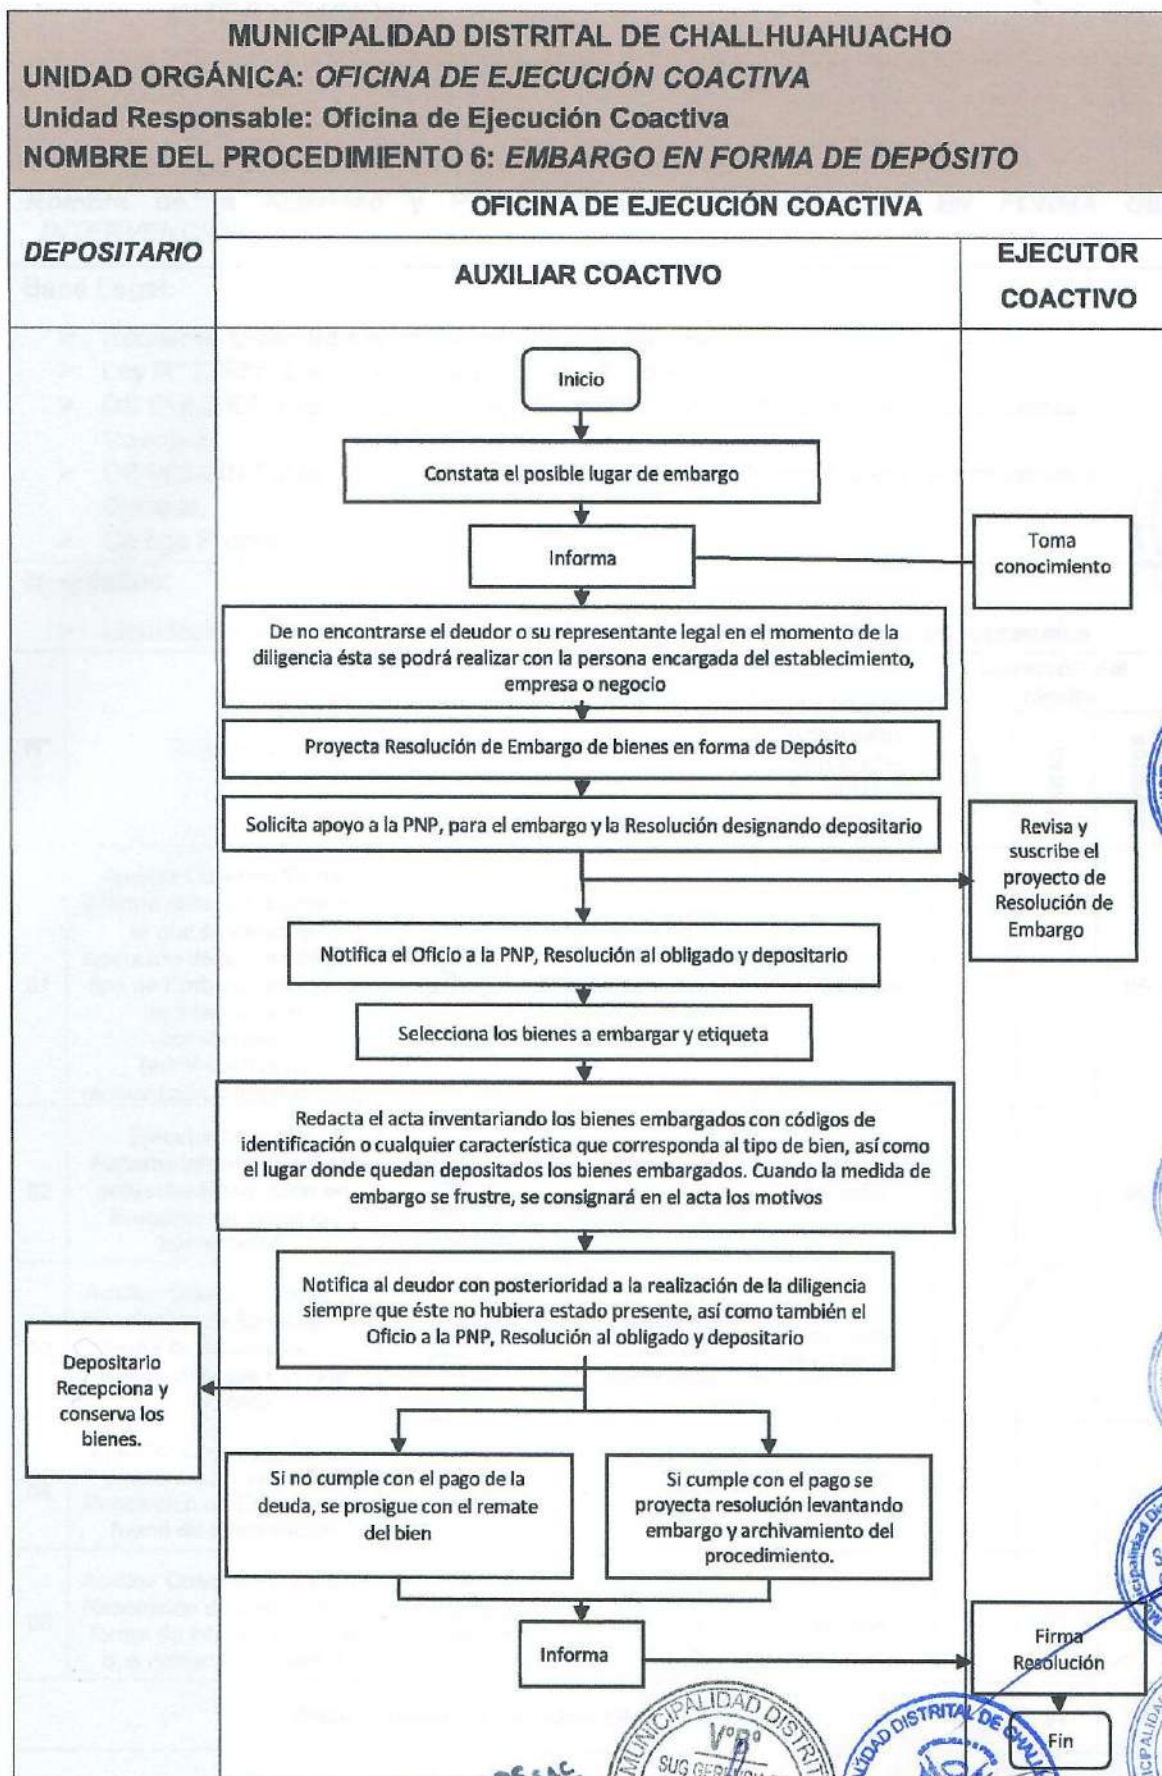 MUNICIPALIDAD DISTRITAL DE CHALLHUAHUACHO
UNIDAD ORGÁNICA: OFICINA DE EJECUCIÓN COACTIVA
Unidad Responsable: Oficina de Ejecución Coactiva
NOMBRE DEL PROCEDIMIENTO 6: EMBARGO EN FORMA DE DEPÓSITO
DEPOSITARIO
OFICINA DE EJECUCIÓN COACTIVA
AUXILIAR COACTIVO
EJECUTOR
COACTIVO
Inicio
Constata el posible lugar de embargo
Informa
Toma
conocimiento
De no encontrarse el deudor o su representante legal en el momento de la
diligencia ésta se podrá realizar con la persona encargada del establecimiento,
empresa o negocio
Proyecta Resolución de Embargo de bienes en forma de Depósito
Solicita apoyo a la PNP, para el embargo y la Resolución designando depositario
Revisa y
suscribe el
proyecto de
Resolución de
Embargo
Notifica el Oficio a la PNP, Resolución al obligado y depositario
Selecciona los bienes a embargar y etiqueta
Redacta el acta inventariando los bienes embargados con códigos de
identificación o cualquier característica que corresponda al tipo de bien, así como
el lugar donde quedan depositados los bienes embargados. Cuando la medida de
embargo se frustre, se consignará en el acta los motivos
Notifica al deudor con posterioridad a la realización de la diligencia
siempre que éste no hubiera estado presente, así como también el
Oficio a la PNP, Resolución al obligado y depositario
Depositario
Recepciona y
conserva los
bienes.
Si no cumple con el pago de la
deuda, se prosigue con el remate
del bien
Si cumple con el pago se
proyecta resolución levantando
embargo y archivamiento del
procedimiento.
Informa
Firma
Resolución
Fin
MUNICIPALIDAD DISTRIT
V°B°
DISTRITAL DE